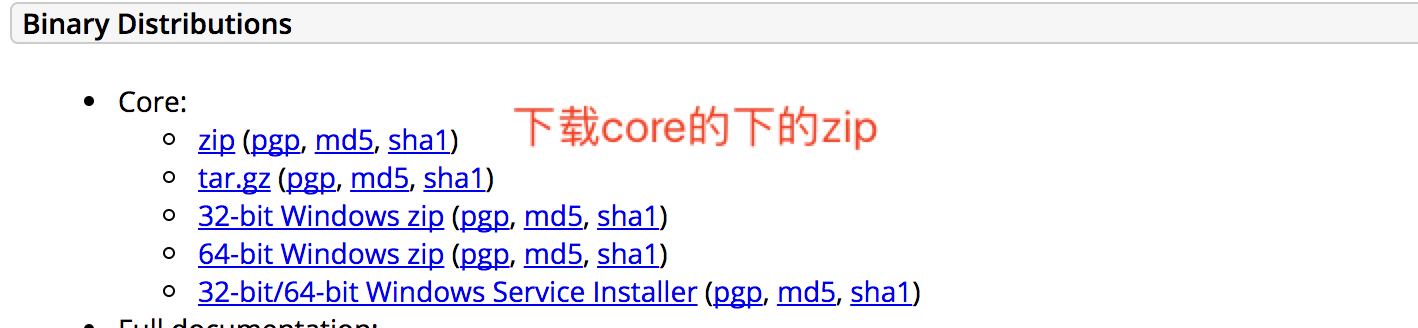 Binary Distributions
Core:
下载core的下的zip
zip (pgp, md5, sha1)
tar.gz (pgp, md5, sha1)
32-bit Windows zip (pgp, md5, sha1)
64-bit Windows zip (pgp, md5, sha1)
32-bit/64-bit Windows Service Installer (pgp, md5, sha1)
Full documentation: